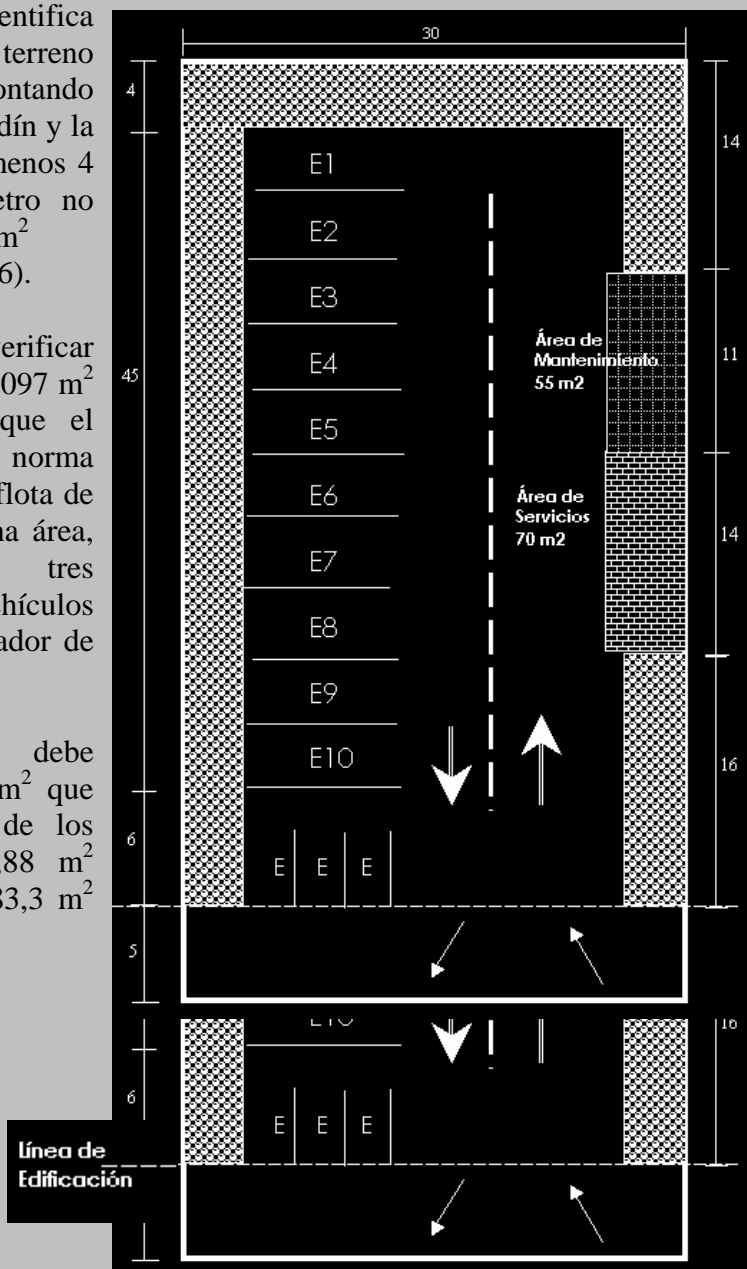 entifica
terreno
ontando
dín y la
menos 4
etro no
m²
6).
verificar
097 m²
que el
norma
flota de
na área,
tres
ehículos
ador de
debe
m² que
de los
,88 m²
83,3 m²
30
4
14
E1
E2
E3
E4
E5
E6
E7
E8
E9
E10
45
Área de
Mantenimiento
55 m2
11
Área de
Servicios
70 m2
14
16
6
E E E
5
16
6
E E E
Línea de
Edificación